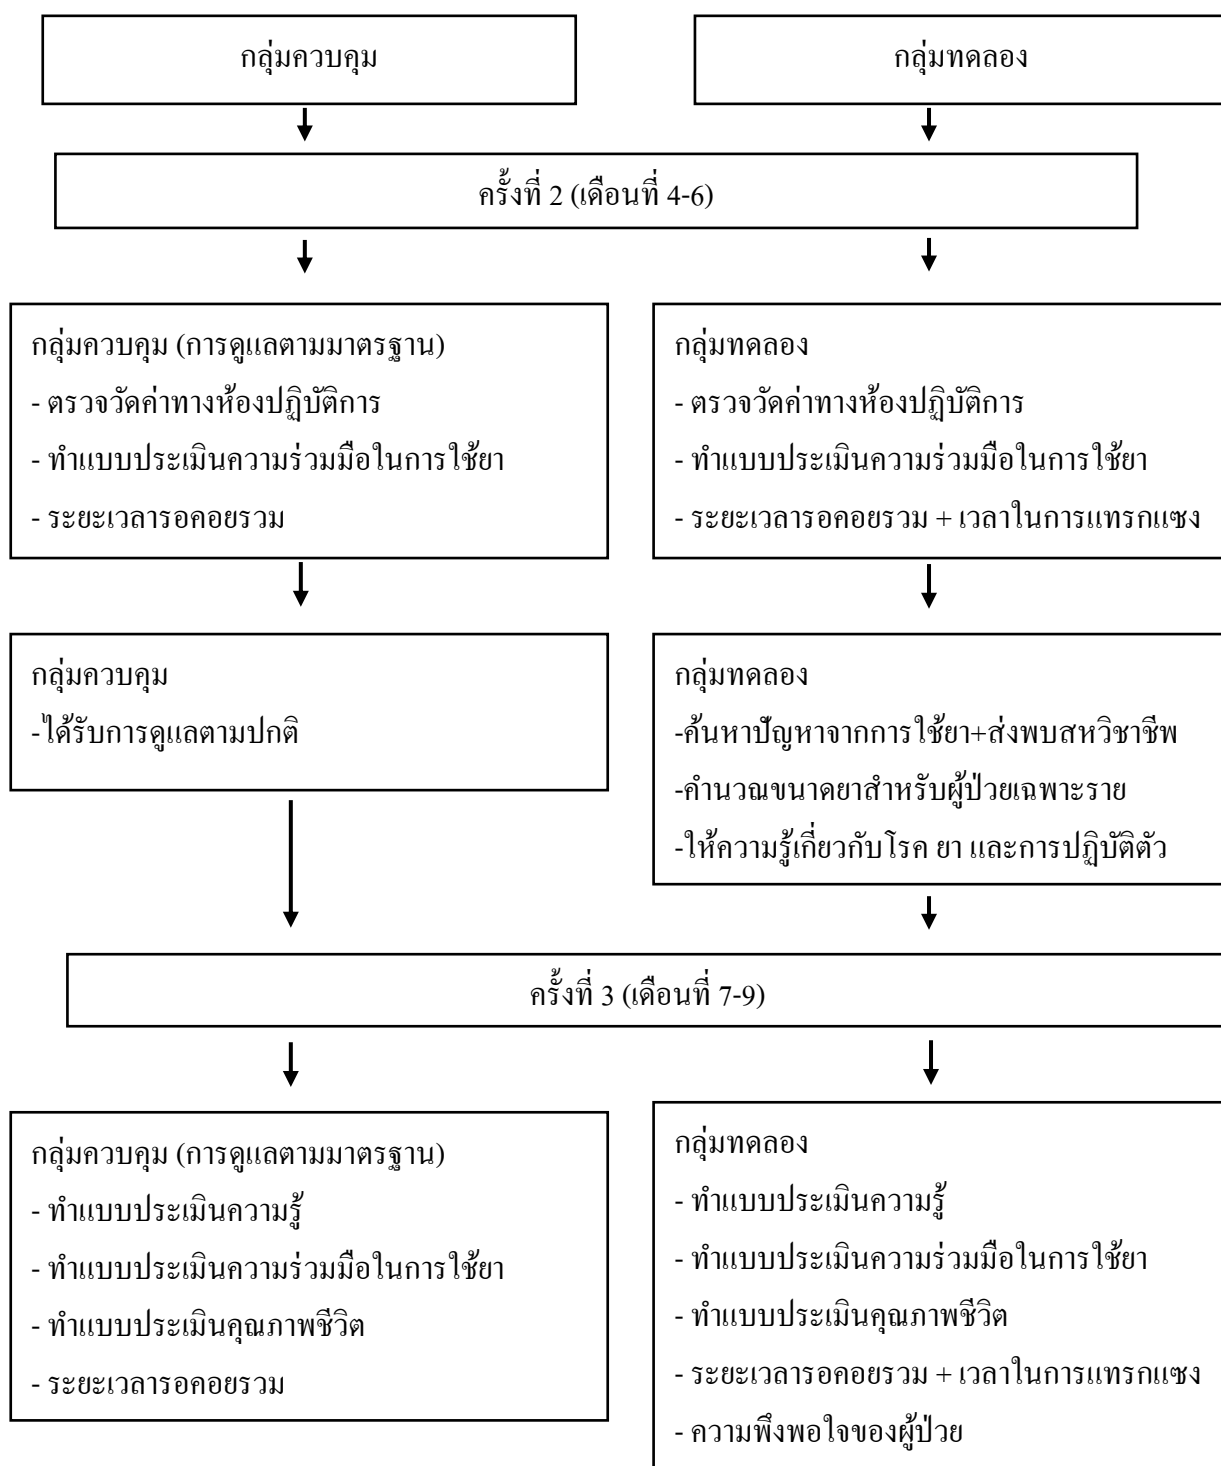 กลุ่มควบคุม
กลุ่มทดลอง
ครั้งที่ 2 (เดือนที่ 4-6)
กลุ่มควบคุม (การดูแลตามมาตรฐาน)
- ตรวจวัดค่าทางห้องปฏิบัติการ
- ทำแบบประเมินความร่วมมือในการใช้ยา
- ระยะเวลารอคอยรวม
กลุ่มทดลอง
- ตรวจวัดค่าทางห้องปฏิบัติการ
- ทำแบบประเมินความร่วมมือในการใช้ยา
- ระยะเวลารอคอยรวม + เวลาในการแทรกแซง
กลุ่มควบคุม
-ได้รับการดูแลตามปกติ
กลุ่มทดลอง
-ค้นหาปัญหาจากการใช้ยา+ส่งพบสหวิชาชีพ
-คำนวณขนาดยาสำหรับผู้ป่วยเฉพาะราย
-ให้ความรู้เกี่ยวกับโรค ยา และการปฏิบัติตัว
ครั้งที่ 3 (เดือนที่ 7-9)
กลุ่มควบคุม (การดูแลตามมาตรฐาน)
- ทำแบบประเมินความรู้
- ทำแบบประเมินความร่วมมือในการใช้ยา
- ทำแบบประเมินคุณภาพชีวิต
- ระยะเวลารอคอยรวม
กลุ่มทดลอง
- ทำแบบประเมินความรู้
- ทำแบบประเมินความร่วมมือในการใช้ยา
- ทำแบบประเมินคุณภาพชีวิต
- ระยะเวลารอคอยรวม + เวลาในการแทรกแซง
- ความพึงพอใจของผู้ป่วย